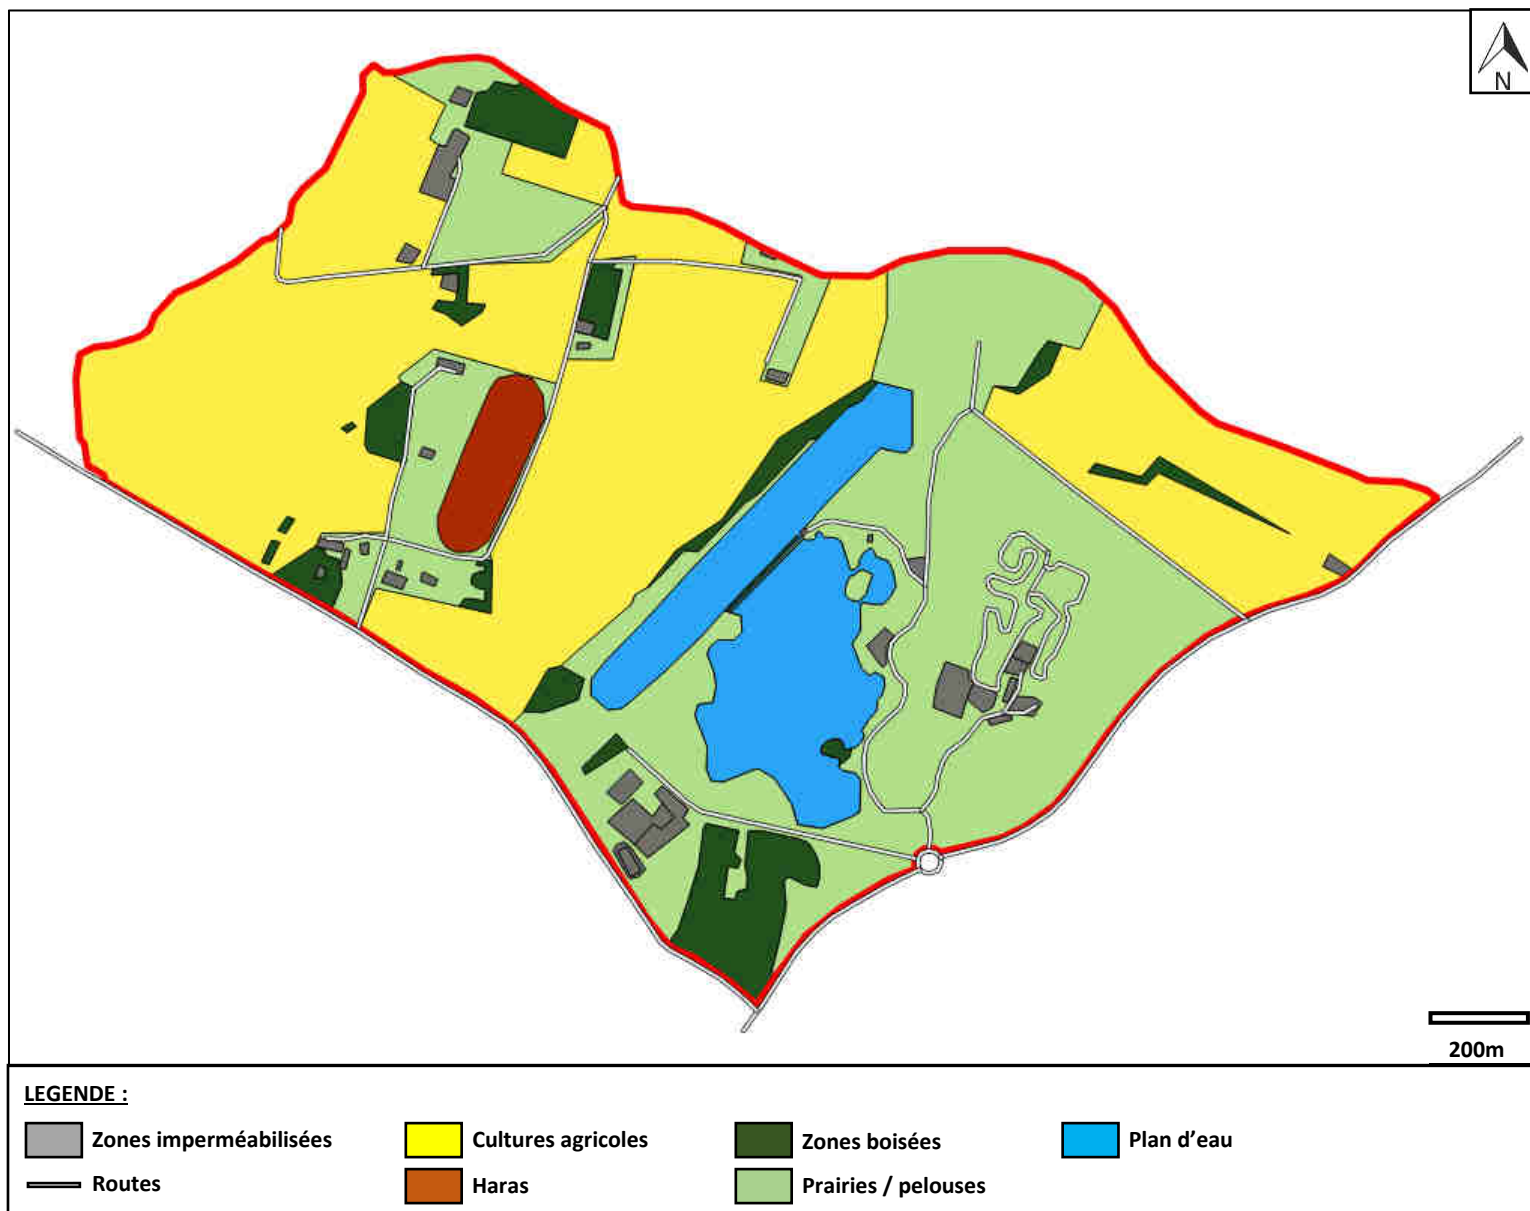 N
200m
LEGENDE :
Zones imperméabilisées
Cultures agricoles
Zones boisées
Plan d’eau
Routes
Haras
Prairies / pelouses